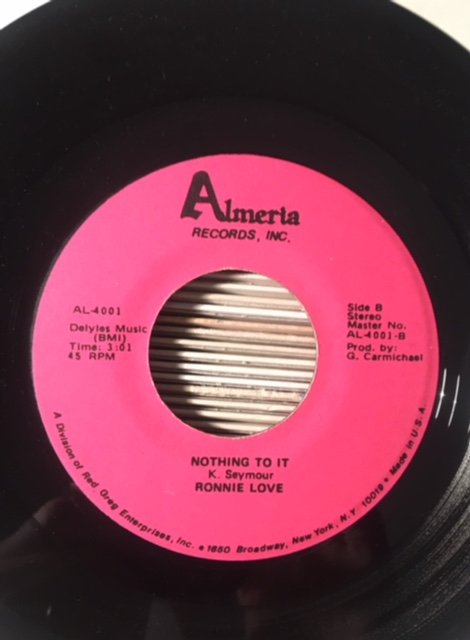 Almeria
RECORDS, INC.
AL-4001
Delyles Music
(BMI)
Time: 3:01
45 RPM
Side B
Stereo
Master No.
AL-4001-B
Prod. by:
G. Carmichael
NOTHING TO IT
K. Seymour
RONNIE LOVE
A Division of Red Greg Enterprises, Inc. • 1650 Broadway, New York, N.Y. 10019 • Made in U.S.A.